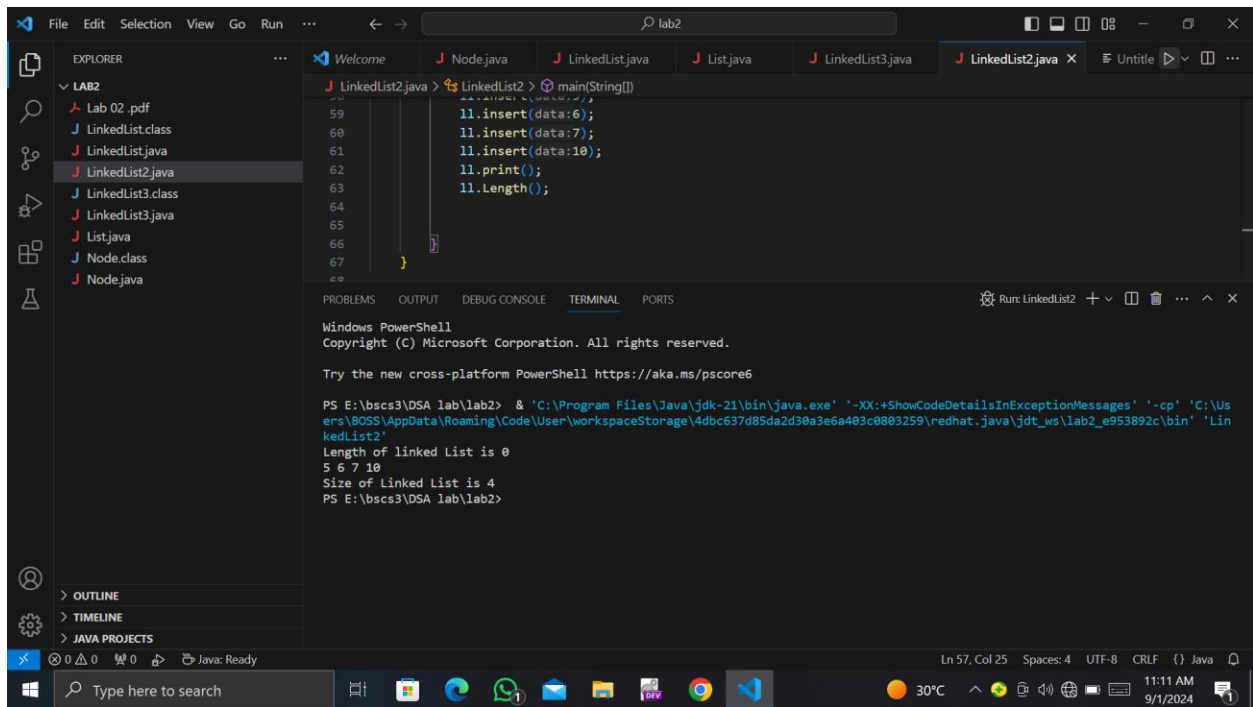 File Edit Selection View Go Run ··· lab2
EXPLORER ···
LAB2
Lab 02 .pdf
LinkedList.class
LinkedList.java
LinkedList2.java
LinkedList3.class
LinkedList3.java
List.java
Node.class
Node.java
OUTLINE
TIMELINE
JAVA PROJECTS
Welcome J Node.java J LinkedList.java J List.java J LinkedList3.java J LinkedList2.java × Untitle ···
J LinkedList2.java > LinkedList2 > main(String[])
59 ll.insert(data:6);
60 ll.insert(data:7);
61 ll.insert(data:10);
62 ll.print();
63 ll.Length();
64
65
66 }
67 }
68
PROBLEMS OUTPUT DEBUG CONSOLE TERMINAL PORTS Run: LinkedList2
Windows PowerShell
Copyright (C) Microsoft Corporation. All rights reserved.
Try the new cross-platform PowerShell https://aka.ms/pscore6
PS E:\bscs3\DSA lab\lab2> & 'C:\Program Files\Java\jdk-21\bin\java.exe' '-XX:+ShowCodeDetailsInExceptionMessages' '-cp' 'C:\Us
ers\BOSS\AppData\Roaming\Code\User\workspaceStorage\4dbc637d85da2d30a3e6a403c0803259\redhat.java\jdt_ws\lab2_e953892c\bin' 'Lin
kedList2'
Length of linked List is 0
5 6 7 10
Size of Linked List is 4
PS E:\bscs3\DSA lab\lab2>
0 0 0 Java: Ready Ln 57, Col 25 Spaces: 4 UTF-8 CRLF {} Java
Type here to search DEV 30°C 11:11 AM
9/1/2024